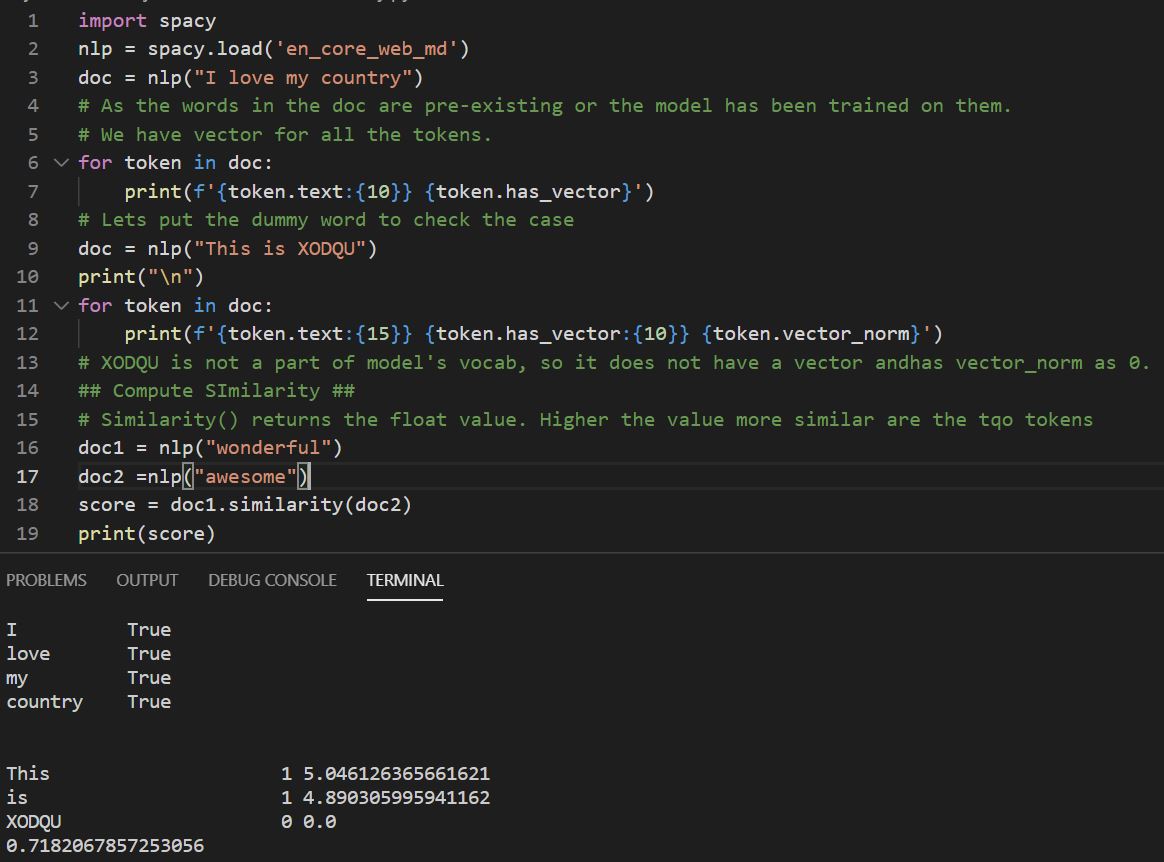 1 import spacy
2 nlp = spacy.load('en_core_web_md')
3 doc = nlp("I love my country")
4 # As the words in the doc are pre-existing or the model has been trained on them.
5 # We have vector for all the tokens.
6 for token in doc:
7     print(f'{token.text:{10}} {token.has_vector}')
8 # Lets put the dummy word to check the case
9 doc = nlp("This is XODQU")
10 print("\n")
11 for token in doc:
12     print(f'{token.text:{15}} {token.has_vector:{10}} {token.vector_norm}')
13 # XODQU is not a part of model's vocab, so it does not have a vector andhas vector_norm as 0.
14 ## Compute SImilarity ##
15 # Similarity() returns the float value. Higher the value more similar are the tqo tokens
16 doc1 = nlp("wonderful")
17 doc2 =nlp("awesome")
18 score = doc1.similarity(doc2)
19 print(score)
PROBLEMS OUTPUT DEBUG CONSOLE TERMINAL
I          True
love       True
my         True
country    True
This                     1 5.046126365661621
is                       1 4.890305995941162
XODQU                    0 0.0
0.7182067857253056